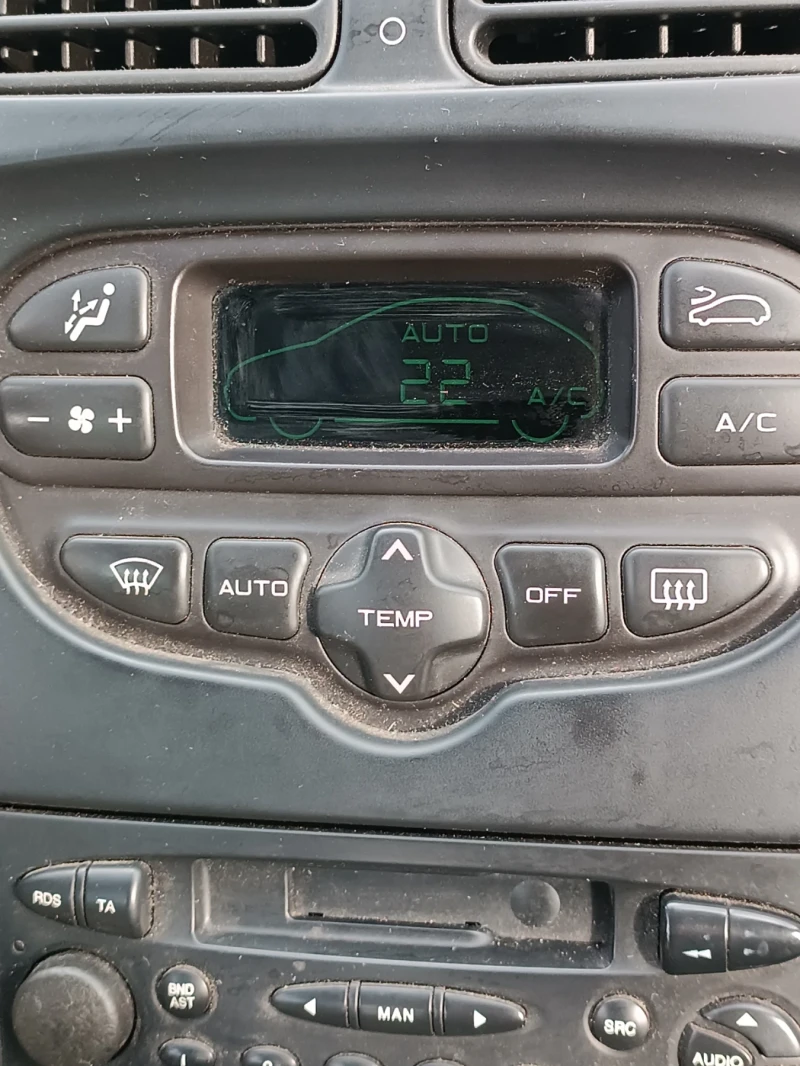 AUTO
22
A/C
- +
A/C
AUTO
TEMP
OFF
RDS
TA
BND
AST
MAN
SRC
AUDIO